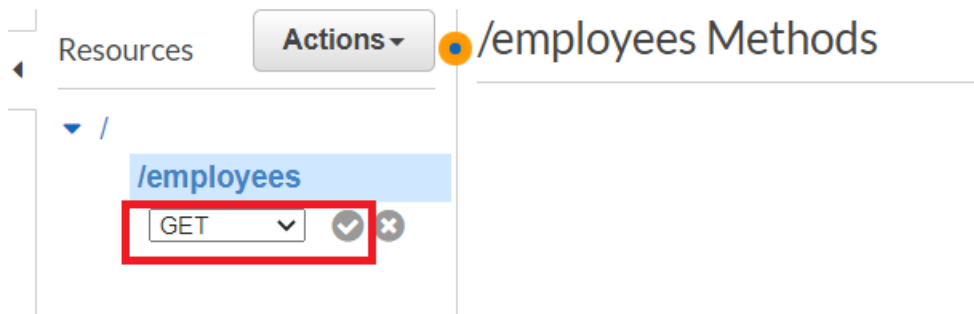 Resources
Actions
/employees Methods
/
/employees
GET